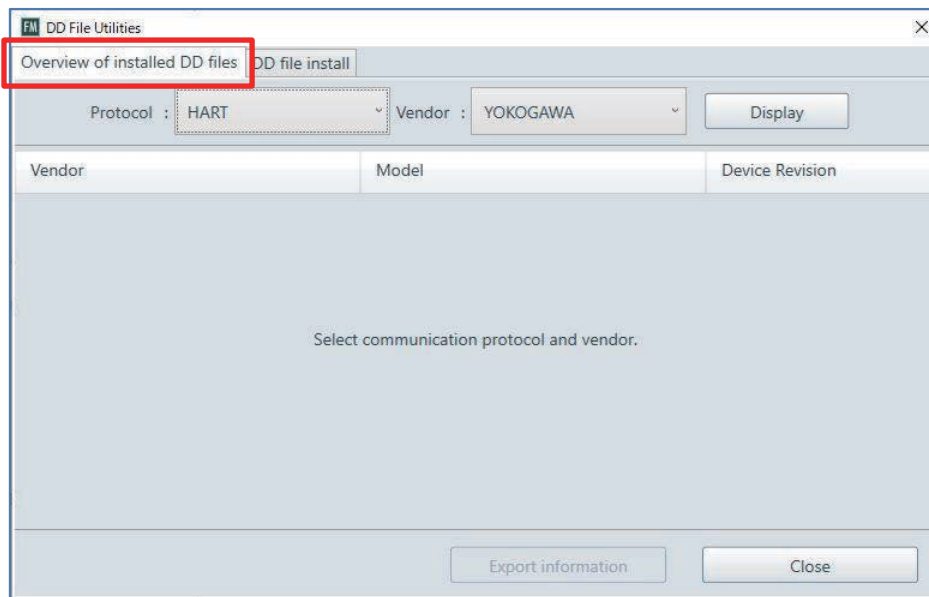 FM DD File Utilities
Overview of installed DD files DD file install
Protocol : HART Vendor : YOKOGAWA Display
Vendor Model Device Revision
Select communication protocol and vendor.
Export information Close